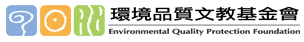 環境品質文教基金會
Environmental Quality Protection Foundation